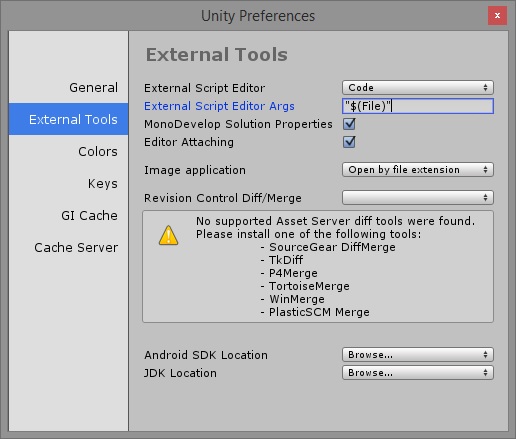 Unity Preferences
x
External Tools
General
External Tools
Colors
Keys
GI Cache
Cache Server
External Script Editor Code
External Script Editor Args "$(File)"
MonoDevelop Solution Properties
Editor Attaching
Image application Open by file extension
Revision Control Diff/Merge
No supported Asset Server diff tools were found.
Please install one of the following tools:
- SourceGear DiffMerge
- TkDiff
- P4Merge
- TortoiseMerge
- WinMerge
- PlasticSCM Merge
Android SDK Location Browse...
JDK Location Browse...